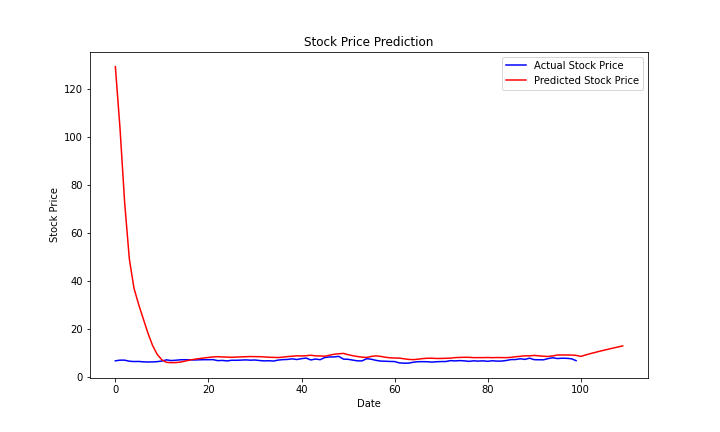 Stock Price Prediction
Actual Stock Price
Predicted Stock Price
Stock Price
120
100
80
60
40
20
0
0 20 40 60 80 100
Date